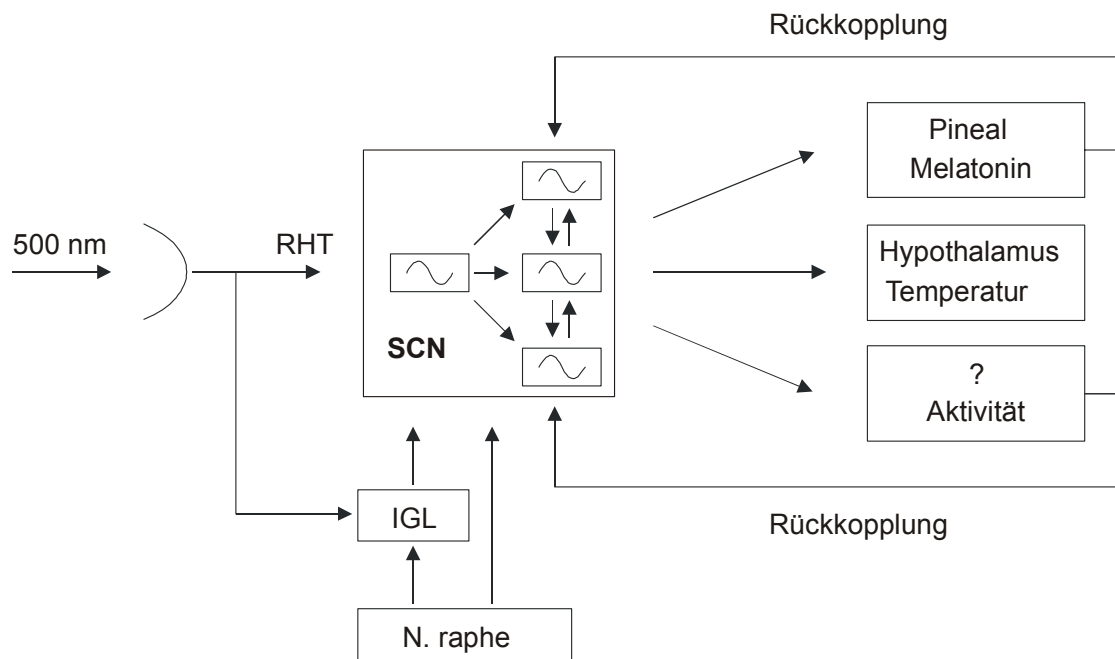 Rückkopplung
Pineal
Melatonin
500 nm
RHT
Hypothalamus
Temperatur
SCN
?
Aktivität
IGL
Rückkopplung
N. raphe